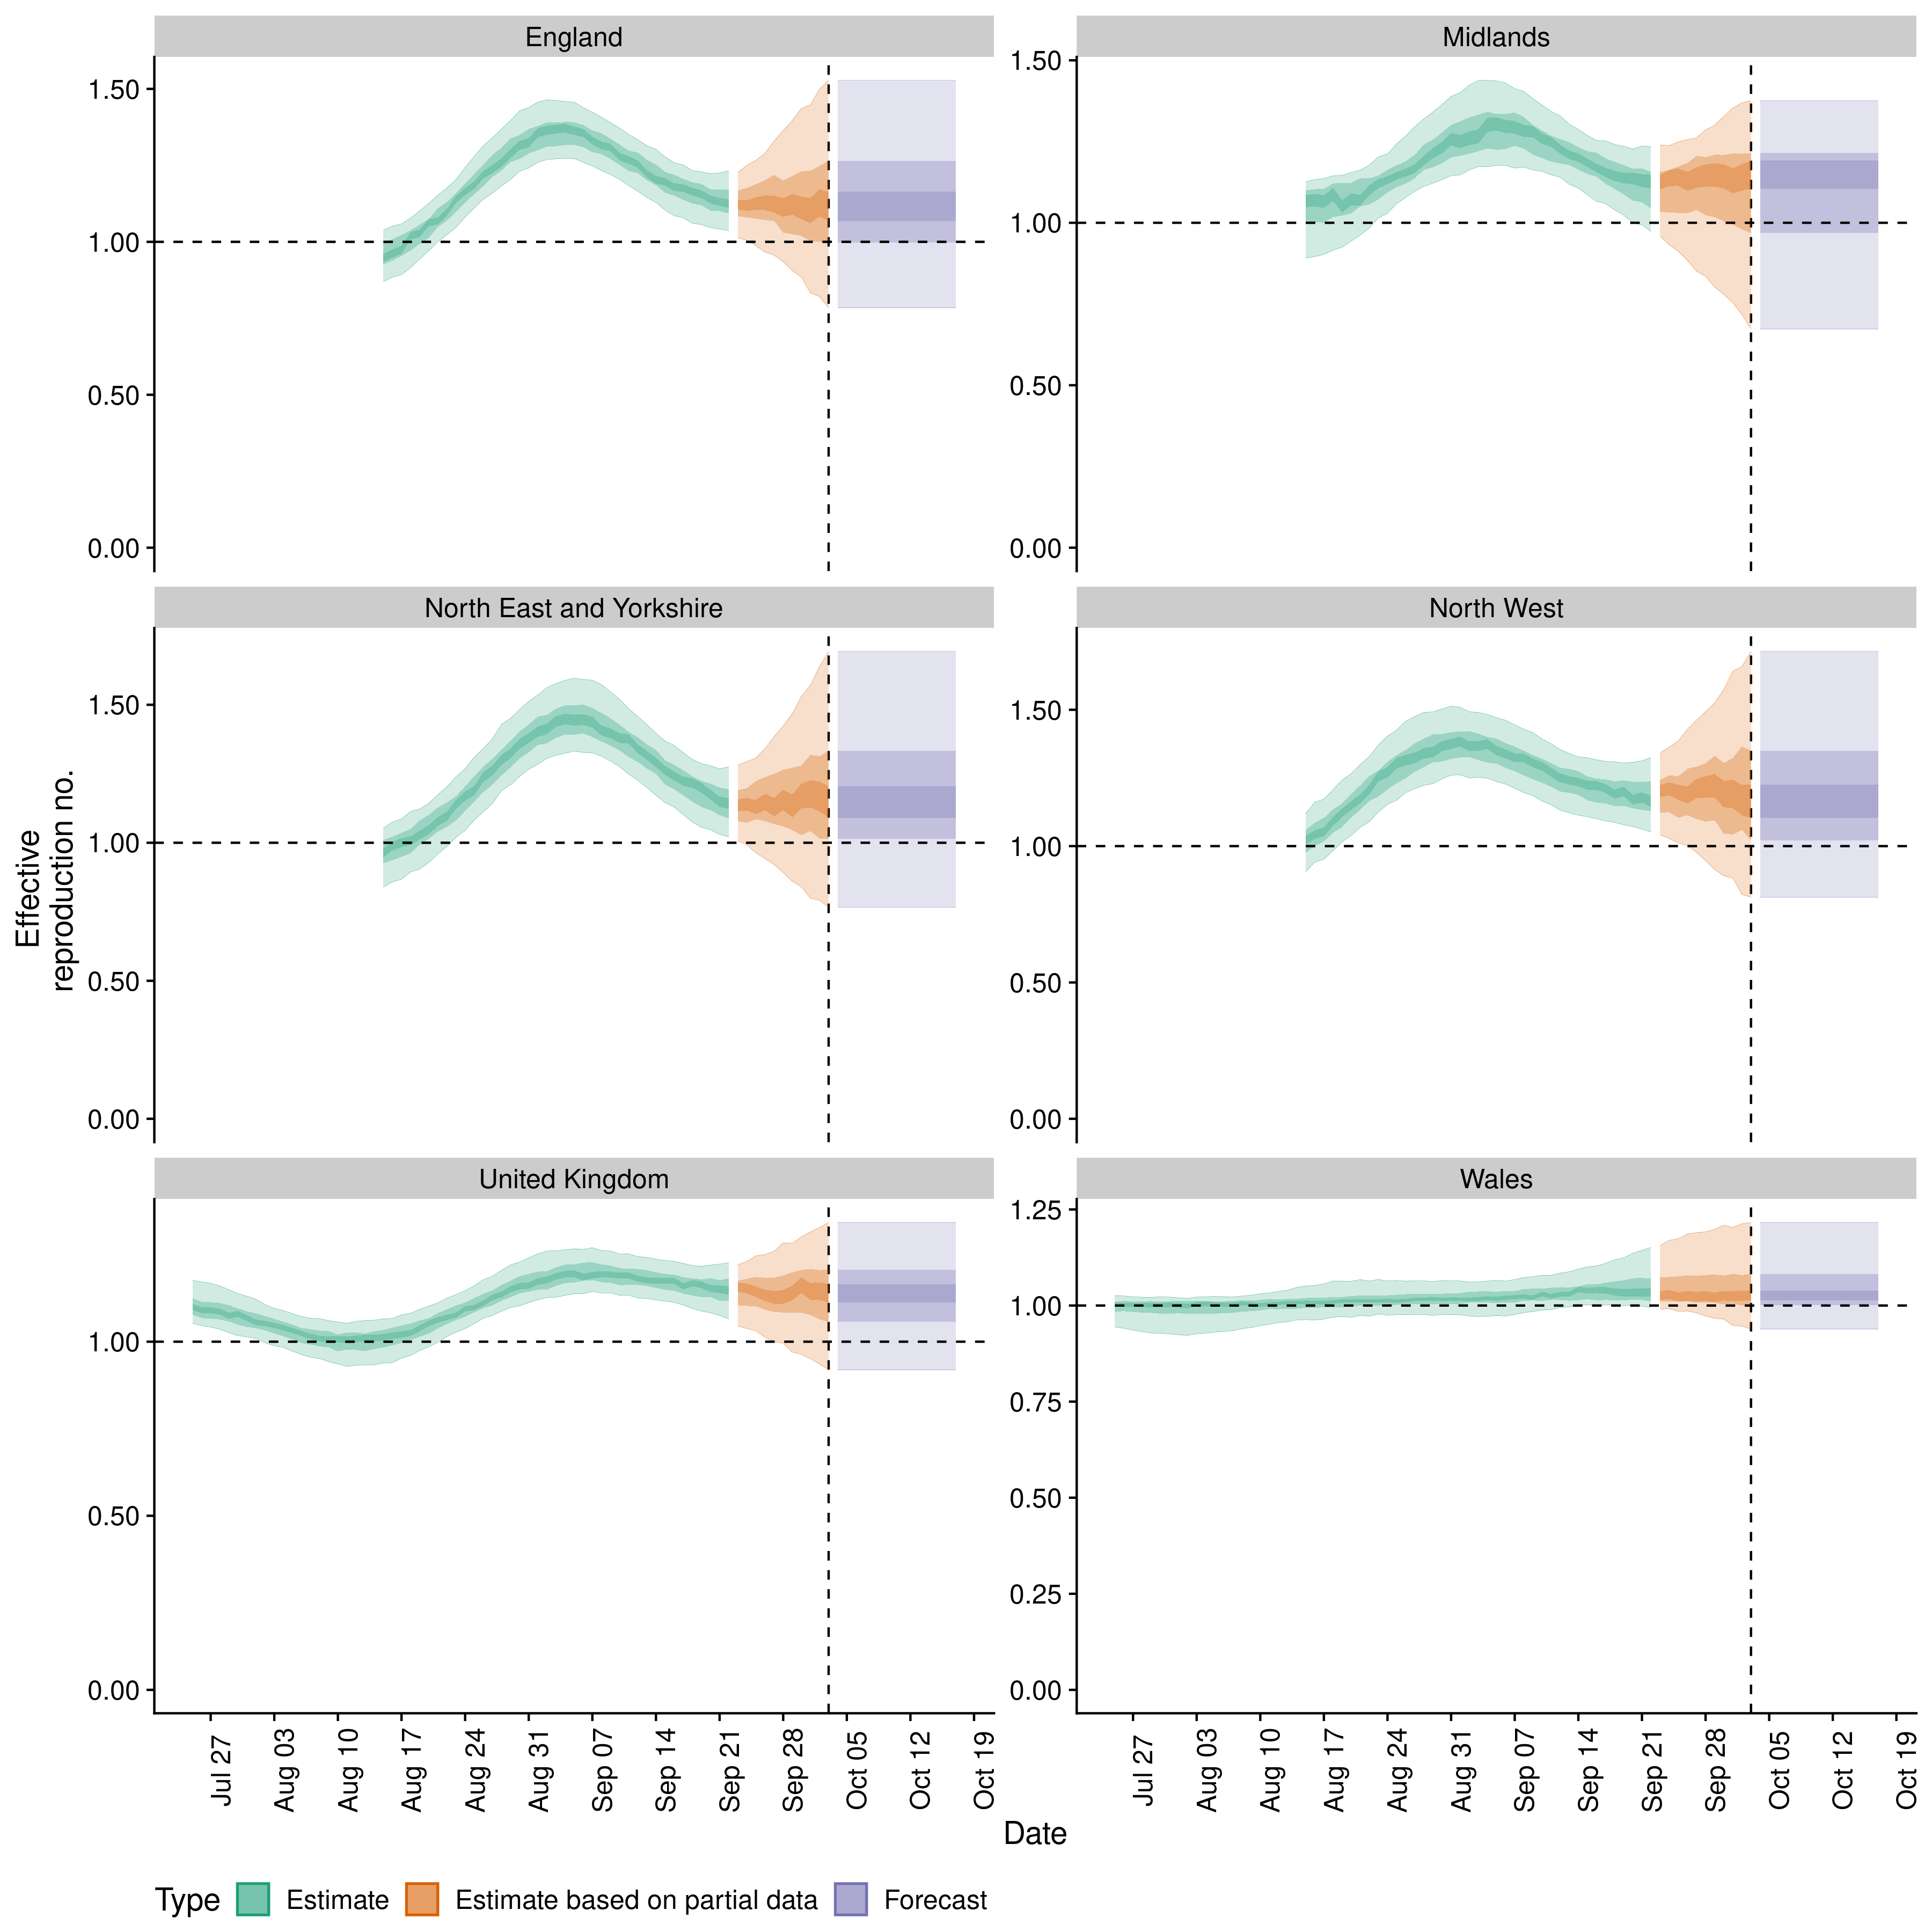 England
Midlands
1.50
1.00
0.50
0.00
1.50
1.00
0.50
0.00
North East and Yorkshire
North West
1.50
1.00
0.50
0.00
1.50
1.00
0.50
0.00
United Kingdom
Wales
1.00
0.50
0.00
1.25
1.00
0.75
0.50
0.25
0.00
Effective
reproduction no.
Jul 27
Aug 03
Aug 10
Aug 17
Aug 24
Aug 31
Sep 07
Sep 14
Sep 21
Sep 28
Oct 05
Oct 12
Oct 19
Jul 27
Aug 03
Aug 10
Aug 17
Aug 24
Aug 31
Sep 07
Sep 14
Sep 21
Sep 28
Oct 05
Oct 12
Oct 19
Date
Type Estimate Estimate based on partial data Forecast